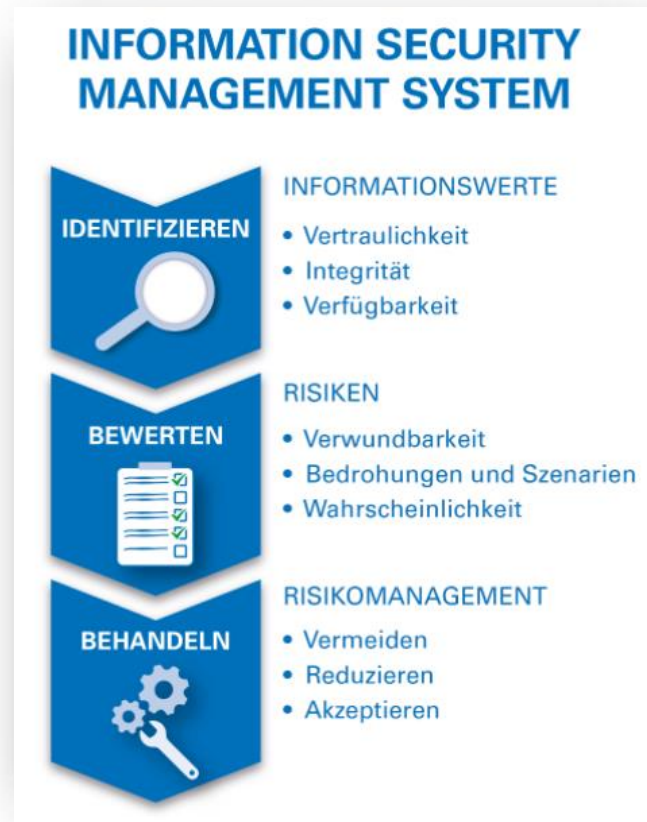 INFORMATION SECURITY
MANAGEMENT SYSTEM
IDENTIFIZIEREN
INFORMATIONSWERTE
• Vertraulichkeit
• Integrität
• Verfügbarkeit
BEWERTEN
RISIKEN
• Verwundbarkeit
• Bedrohungen und Szenarien
• Wahrscheinlichkeit
BEHANDELN
RISIKOMANAGEMENT
• Vermeiden
• Reduzieren
• Akzeptieren